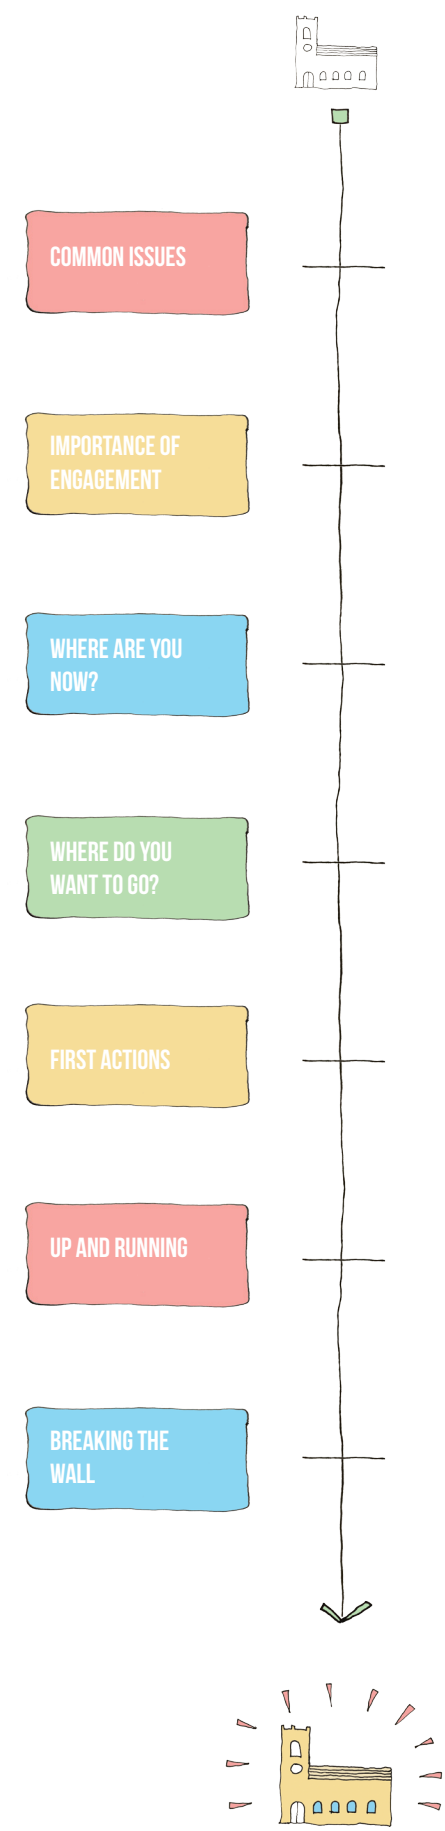 COMMON ISSUES
IMPORTANCE OF
ENGAGEMENT
WHERE ARE YOU
NOW?
WHERE DO YOU
WANT TO GO?
FIRST ACTIONS
UP AND RUNNING
BREAKING THE
WALL